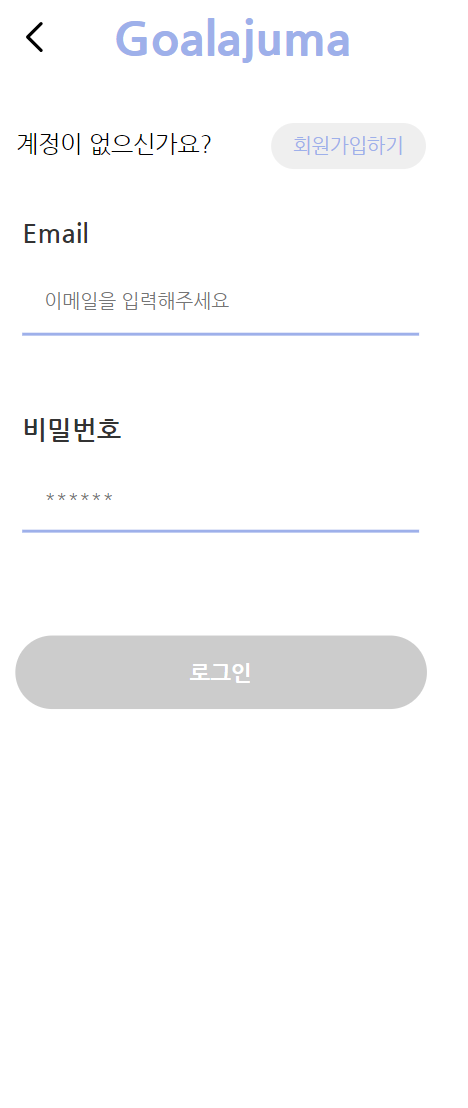 Goalajuma
계정이 없으신가요?
회원가입하기
Email
이메일을 입력해주세요
비밀번호
******
로그인